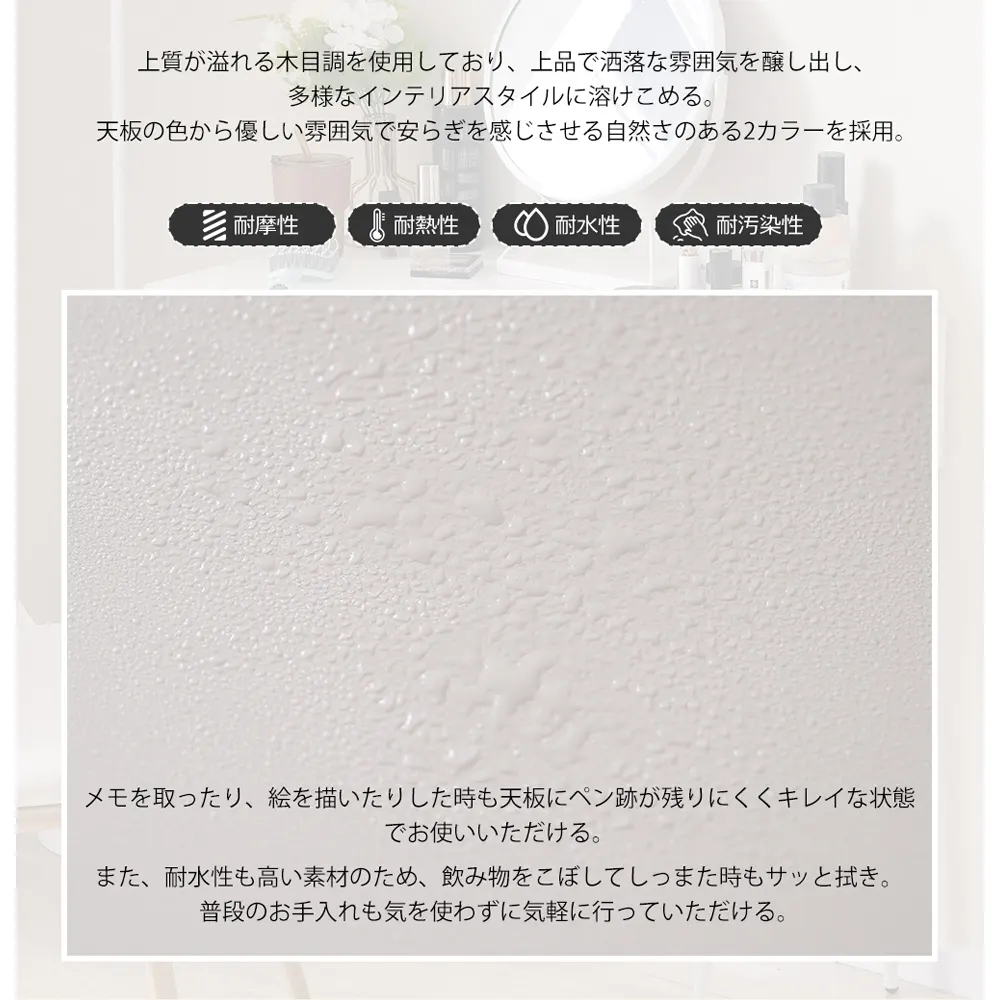 上質が溢れる木目調を使用しており、上品で洒落な雰囲気を醸し出し、
多様なインテリアスタイルに溶けこめる。
天板の色から優しい雰囲気で安らぎを感じさせる自然さのある2カラーを採用。
耐摩性 耐熱性 耐水性 耐汚染性
メモを取ったり、絵を描いたりした時も天板にペン跡が残りにくくキレイな状態
でお使いいただける。
また、耐水性も高い素材のため、飲み物をこぼしてしっまた時もサッと拭き。
普段のお手入れも気を使わずに気軽に行っていただける。